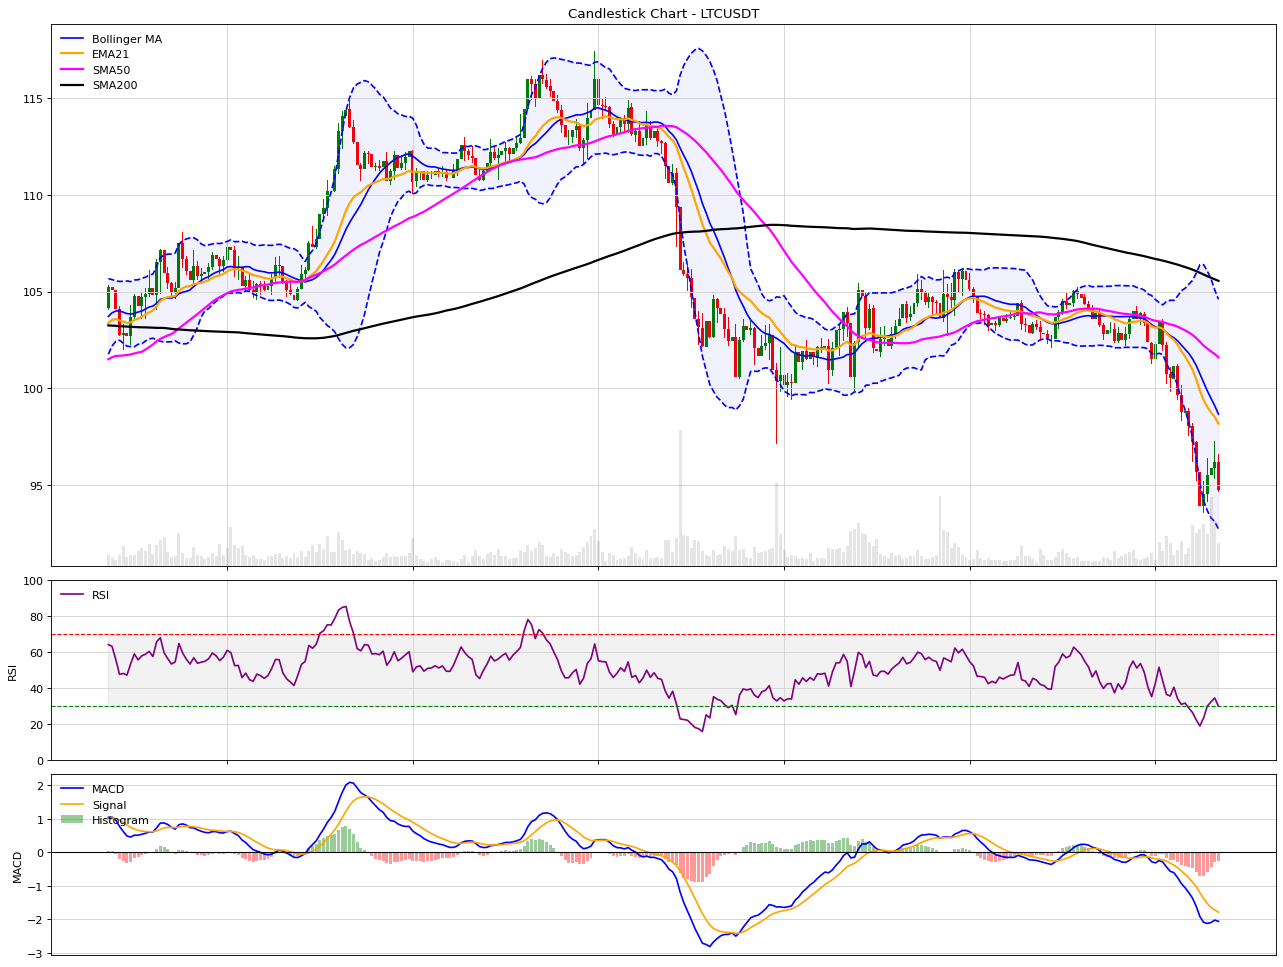 Candlestick Chart - LTCUSDT
Bollinger MA
EMA21
SMA50
SMA200
115
110
105
100
95
100
80
60
40
20
0
RSI
RSI
2
1
0
−1
−2
−3
MACD
MACD
Signal
Histogram